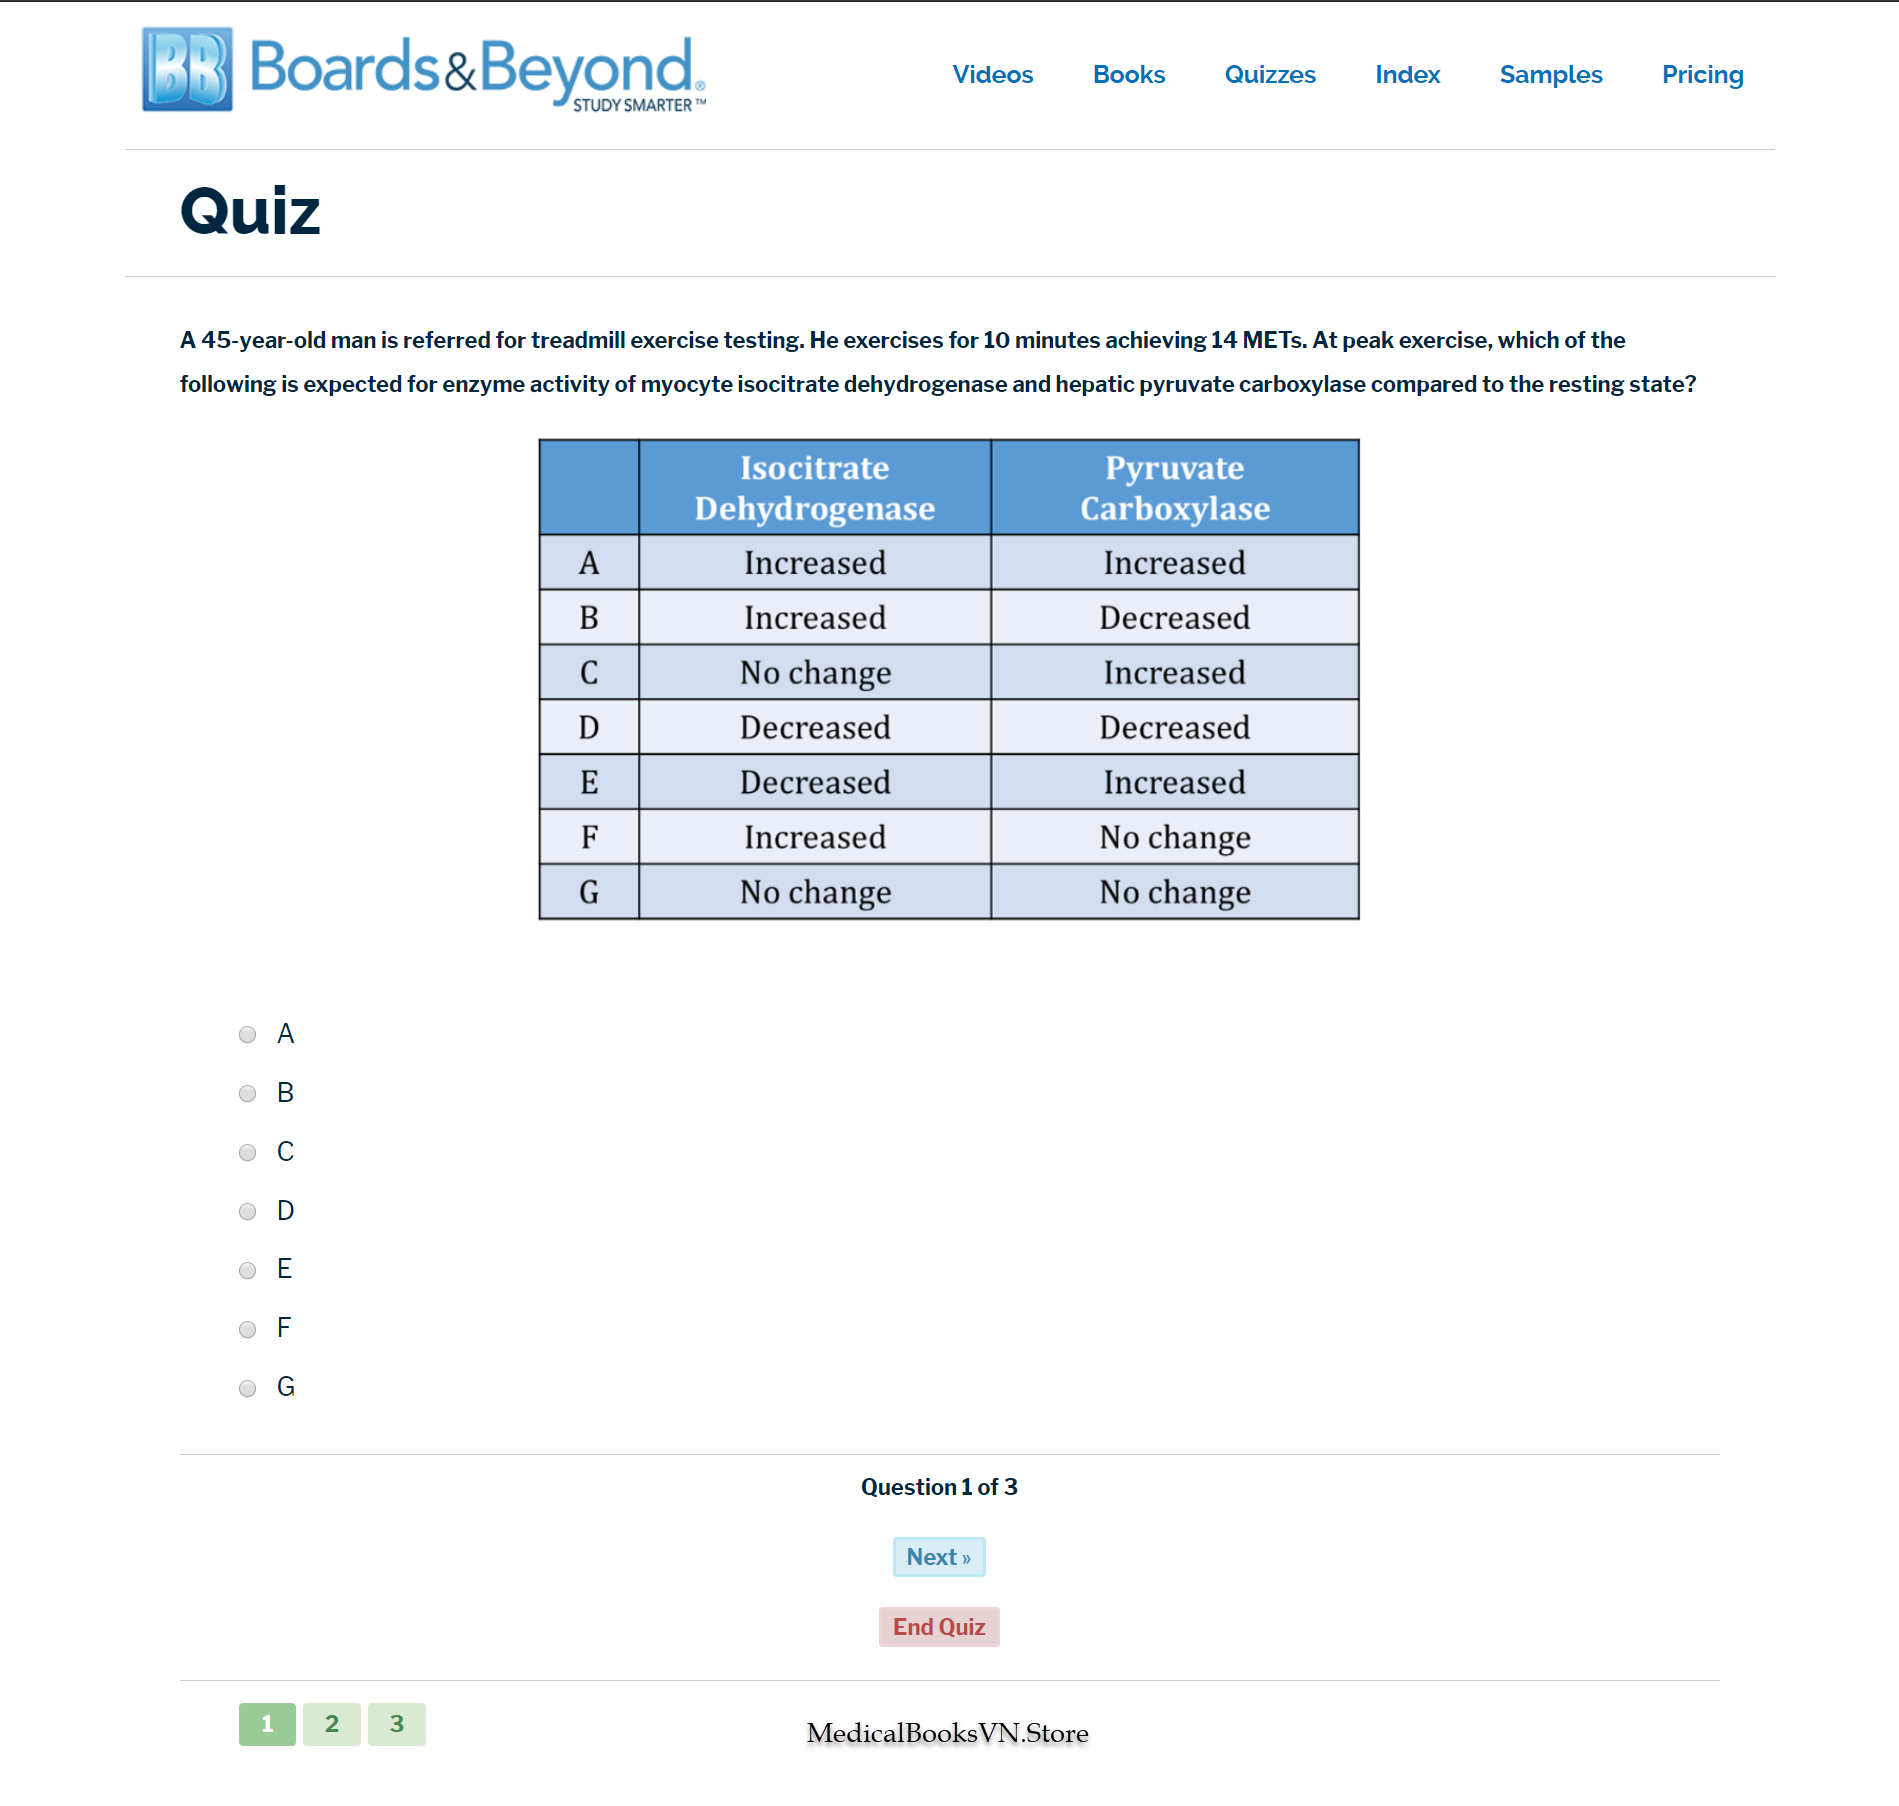 BB Boards&Beyond®
STUDY SMARTER™
Videos Books Quizzes Index Samples Pricing
Quiz
A 45-year-old man is referred for treadmill exercise testing. He exercises for 10 minutes achieving 14 METs. At peak exercise, which of the
following is expected for enzyme activity of myocyte isocitrate dehydrogenase and hepatic pyruvate carboxylase compared to the resting state?
Isocitrate Pyruvate
Dehydrogenase Carboxylase
A Increased Increased
B Increased Decreased
C No change Increased
D Decreased Decreased
E Decreased Increased
F Increased No change
G No change No change
A
B
C
D
E
F
G
Question 1 of 3
Next »
End Quiz
1 2 3
MedicalBooksVN.Store